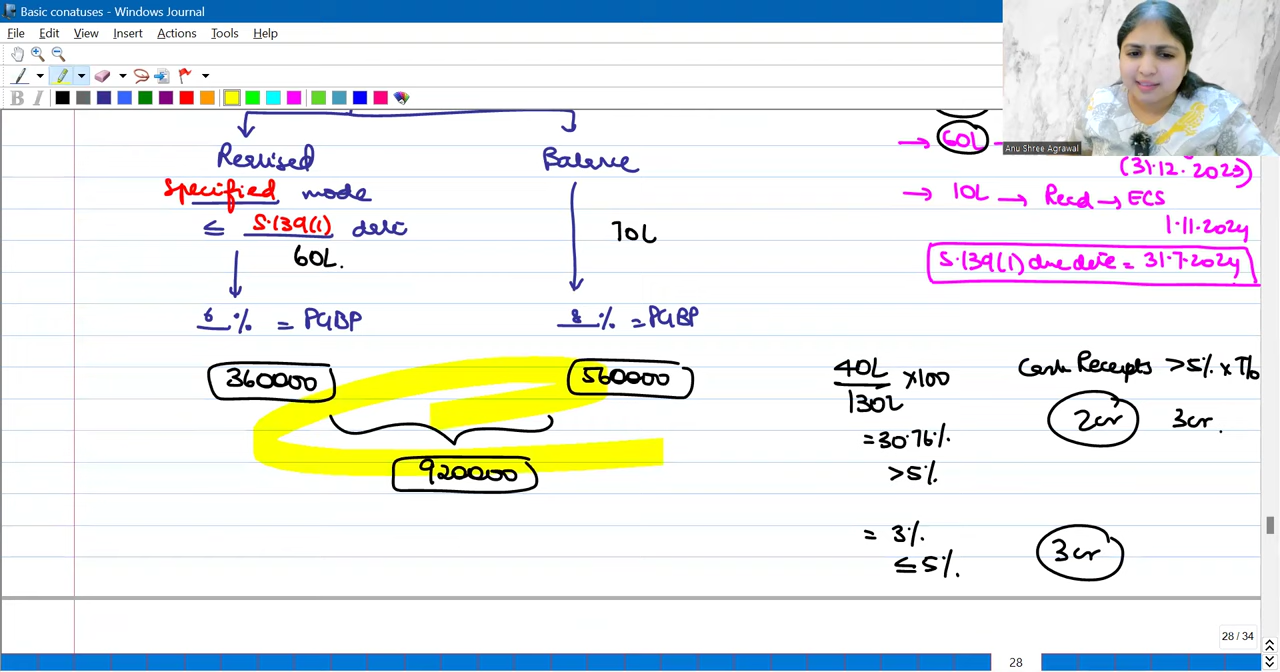 Basic conatuses - Windows Journal
File Edit View Insert Actions Tools Help
B I
Anu Shree Agrawal
Realised
Balance
Specified mode
≤ S.139(1) date
60L.
70L
6 % = PGBP
8 % = PGBP
360000
560000
920000
→ 60L
(31.12.2023)
→ 10L → Recd → ECS
1.11.2024
S.139(1) due date = 31.7.2024
40L
130L
×100
= 30.76%
>5%
= 3%
≤ 5%.
Cash Receipts >5% × T/o
2cr 3cr.
3cr
28 / 34
28